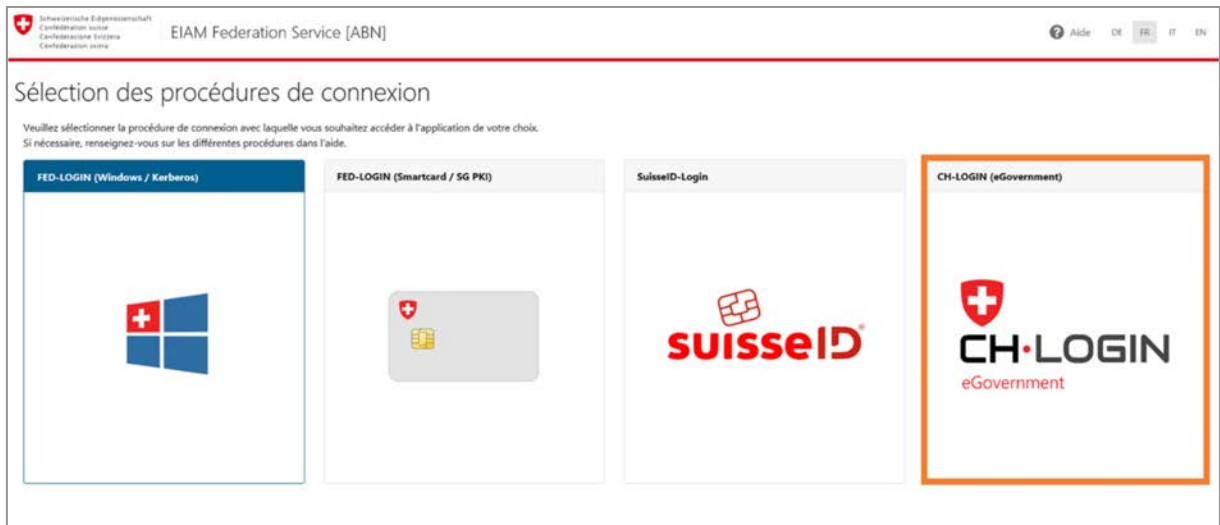 Schweizerische Eidgenossenschaft
Confédération suisse
Confederazione Svizzera
Confederaziun svizra
EIAM Federation Service [ABN]
Aide DE FR IT EN
Sélection des procédures de connexion
Veuillez sélectionner la procédure de connexion avec laquelle vous souhaitez accéder à l'application de votre choix.
Si nécessaire, renseignez-vous sur les différentes procédures dans l'aide.
FED-LOGIN (Windows / Kerberos)
FED-LOGIN (Smartcard / SG PKI)
SuisseID-Login
CH-LOGIN (eGovernment)
suisseID
CH·LOGIN
eGovernment